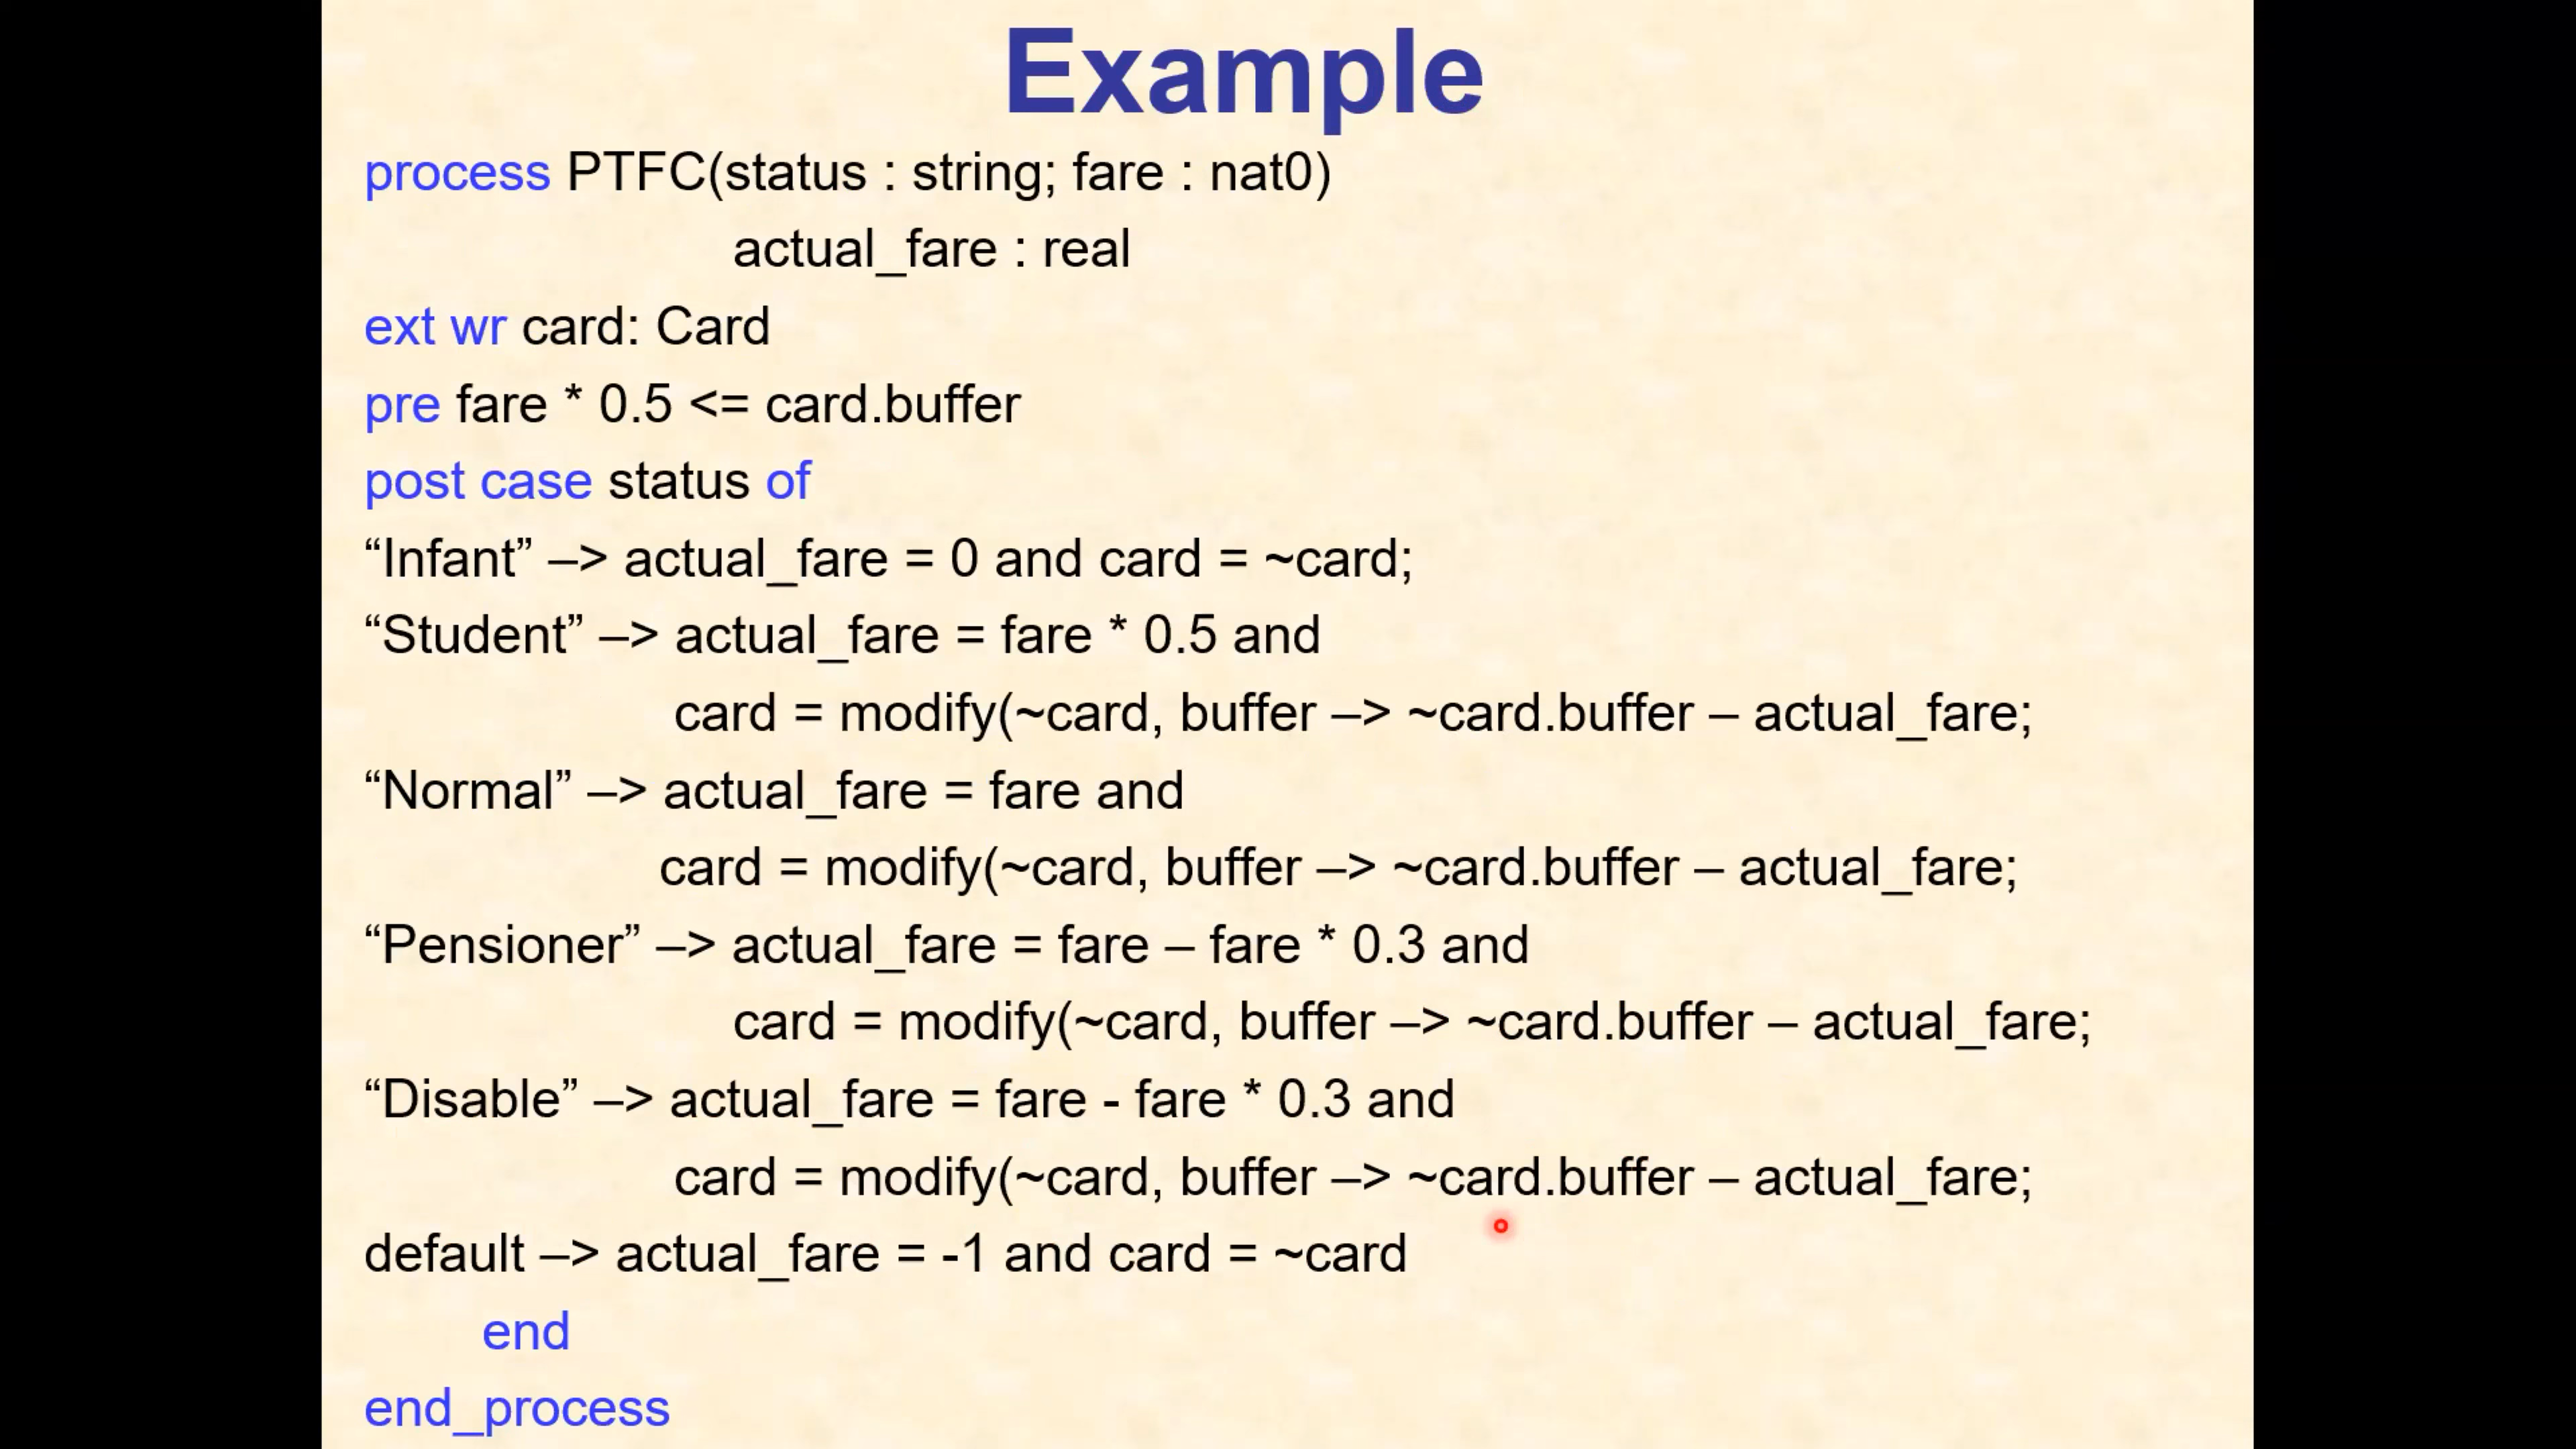 Example
process PTFC(status : string; fare : nat0)
actual_fare : real
ext wr card: Card
pre fare * 0.5 <= card.buffer
post case status of
“Infant” –> actual_fare = 0 and card = ~card;
“Student” –> actual_fare = fare * 0.5 and
card = modify(~card, buffer –> ~card.buffer – actual_fare;
“Normal” –> actual_fare = fare and
card = modify(~card, buffer –> ~card.buffer – actual_fare;
“Pensioner” –> actual_fare = fare – fare * 0.3 and
card = modify(~card, buffer –> ~card.buffer – actual_fare;
“Disable” –> actual_fare = fare - fare * 0.3 and
card = modify(~card, buffer –> ~card.buffer – actual_fare;
default –> actual_fare = -1 and card = ~card
end
end_process